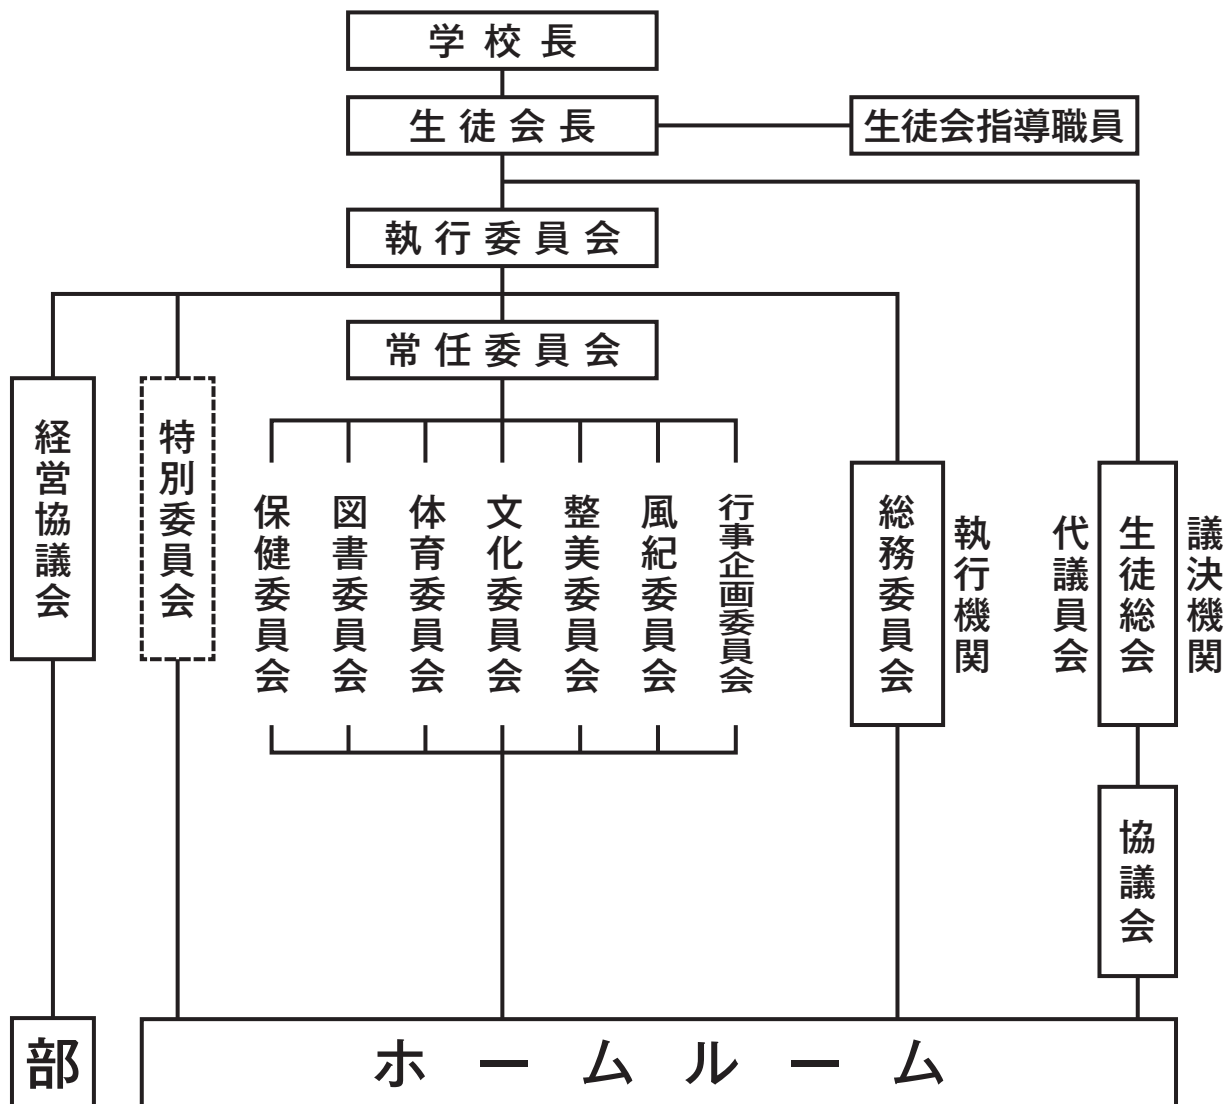 学校長
生徒会長
生徒会指導職員
執行委員会
常任委員会
経営協議会
特別委員会
保健委員会
図書委員会
体育委員会
文化委員会
整美委員会
風紀委員会
行事企画委員会
総務委員会
執行機関
代議員会
生徒総会
議決機関
協議会
部
ホームルーム